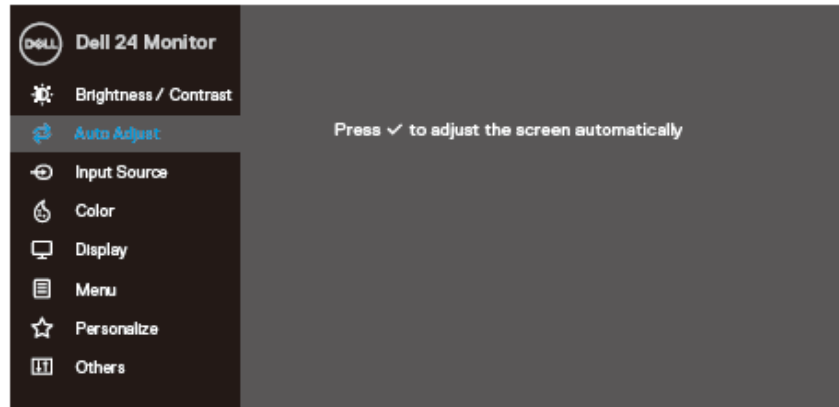 DELL Dell 24 Monitor
Brightness / Contrast
Auto Adjust
Press ✓ to adjust the screen automatically
Input Source
Color
Display
Menu
Personalize
Others